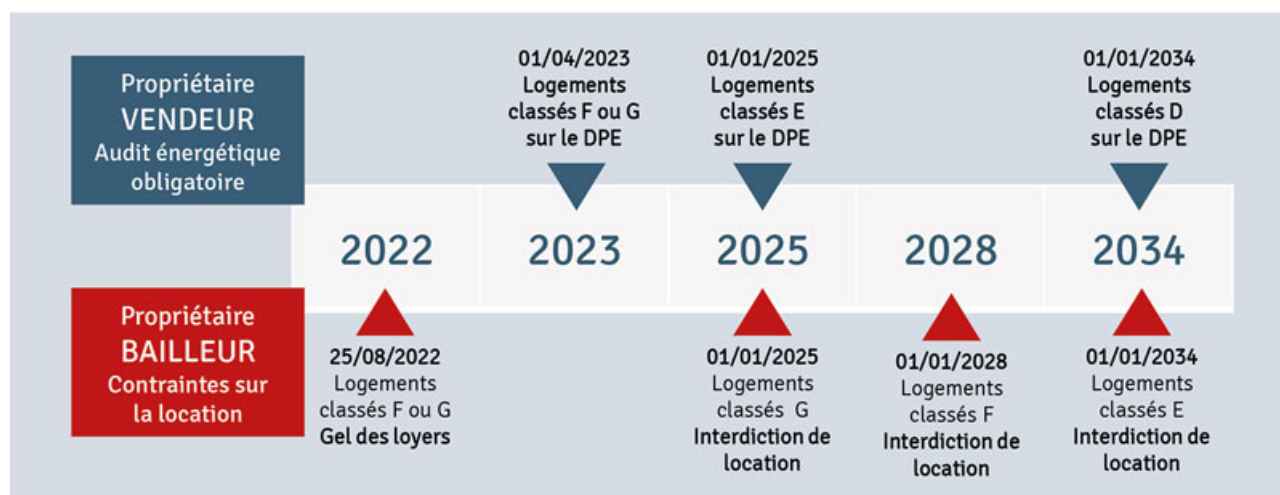 Propriétaire
VENDEUR
Audit énergétique
obligatoire
01/04/2023
Logements
classés F ou G
sur le DPE
01/01/2025
Logements
classés E
sur le DPE
01/01/2034
Logements
classés D
sur le DPE
2022
2023
2025
2028
2034
Propriétaire
BAILLEUR
Contraintes sur
la location
25/08/2022
Logements
classés F ou G
Gel des loyers
01/01/2025
Logements
classés G
Interdiction de
location
01/01/2028
Logements
classés F
Interdiction de
location
01/01/2034
Logements
classés E
Interdiction de
location